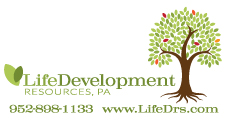 LifeDevelopment
RESOURCES, PA
952-898-1133 www.LifeDrs.com